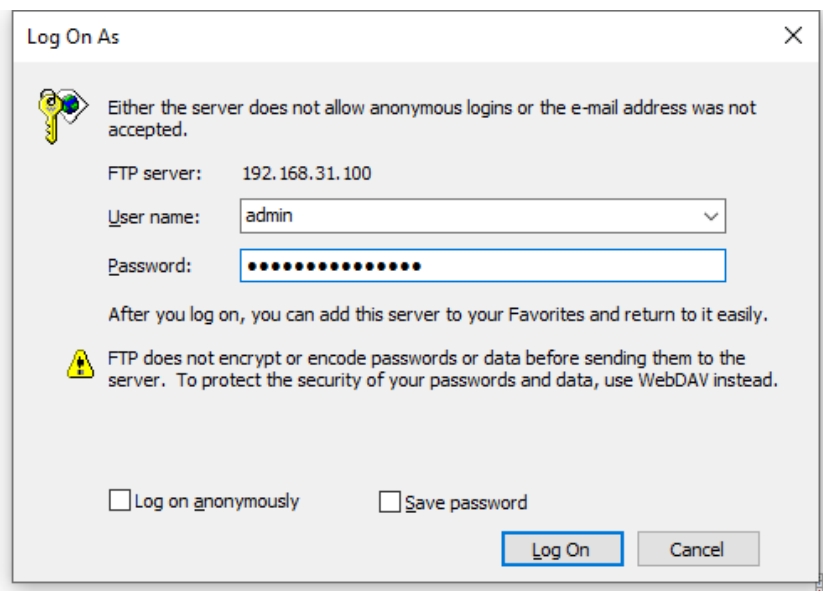 Log On As
Either the server does not allow anonymous logins or the e-mail address was not
accepted.
FTP server: 192.168.31.100
User name: admin
Password: ●●●●●●●●●●●●●●●
After you log on, you can add this server to your Favorites and return to it easily.
FTP does not encrypt or encode passwords or data before sending them to the
server. To protect the security of your passwords and data, use WebDAV instead.
Log on anonymously Save password
Log On Cancel